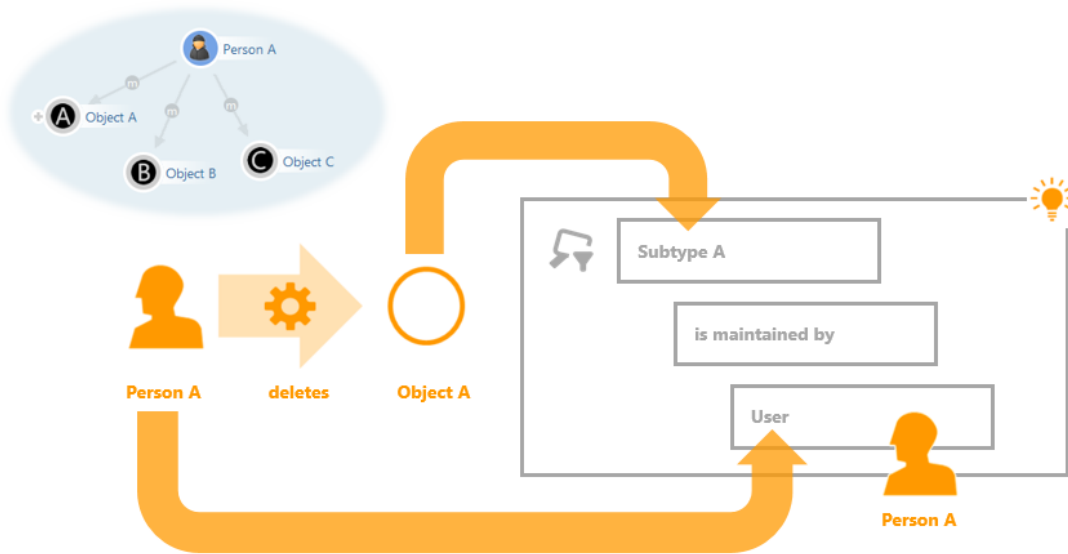 Person A
m
m
m
A
Object A
B
Object B
C
Object C
Subtype A
is maintained by
User
Person A
deletes
Object A
Person A